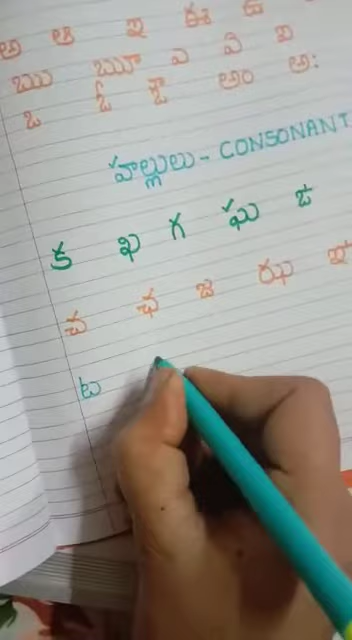 అ ఆ ఇ ఈ ఉ
ఋ ౠ ఎ ఏ ఐ
ఒ ఓ ఔ అం అః
హల్లులు - CONSONANT
క ఖ గ ఘ ఙ
చ ఛ జ ఝ ఞ
ట